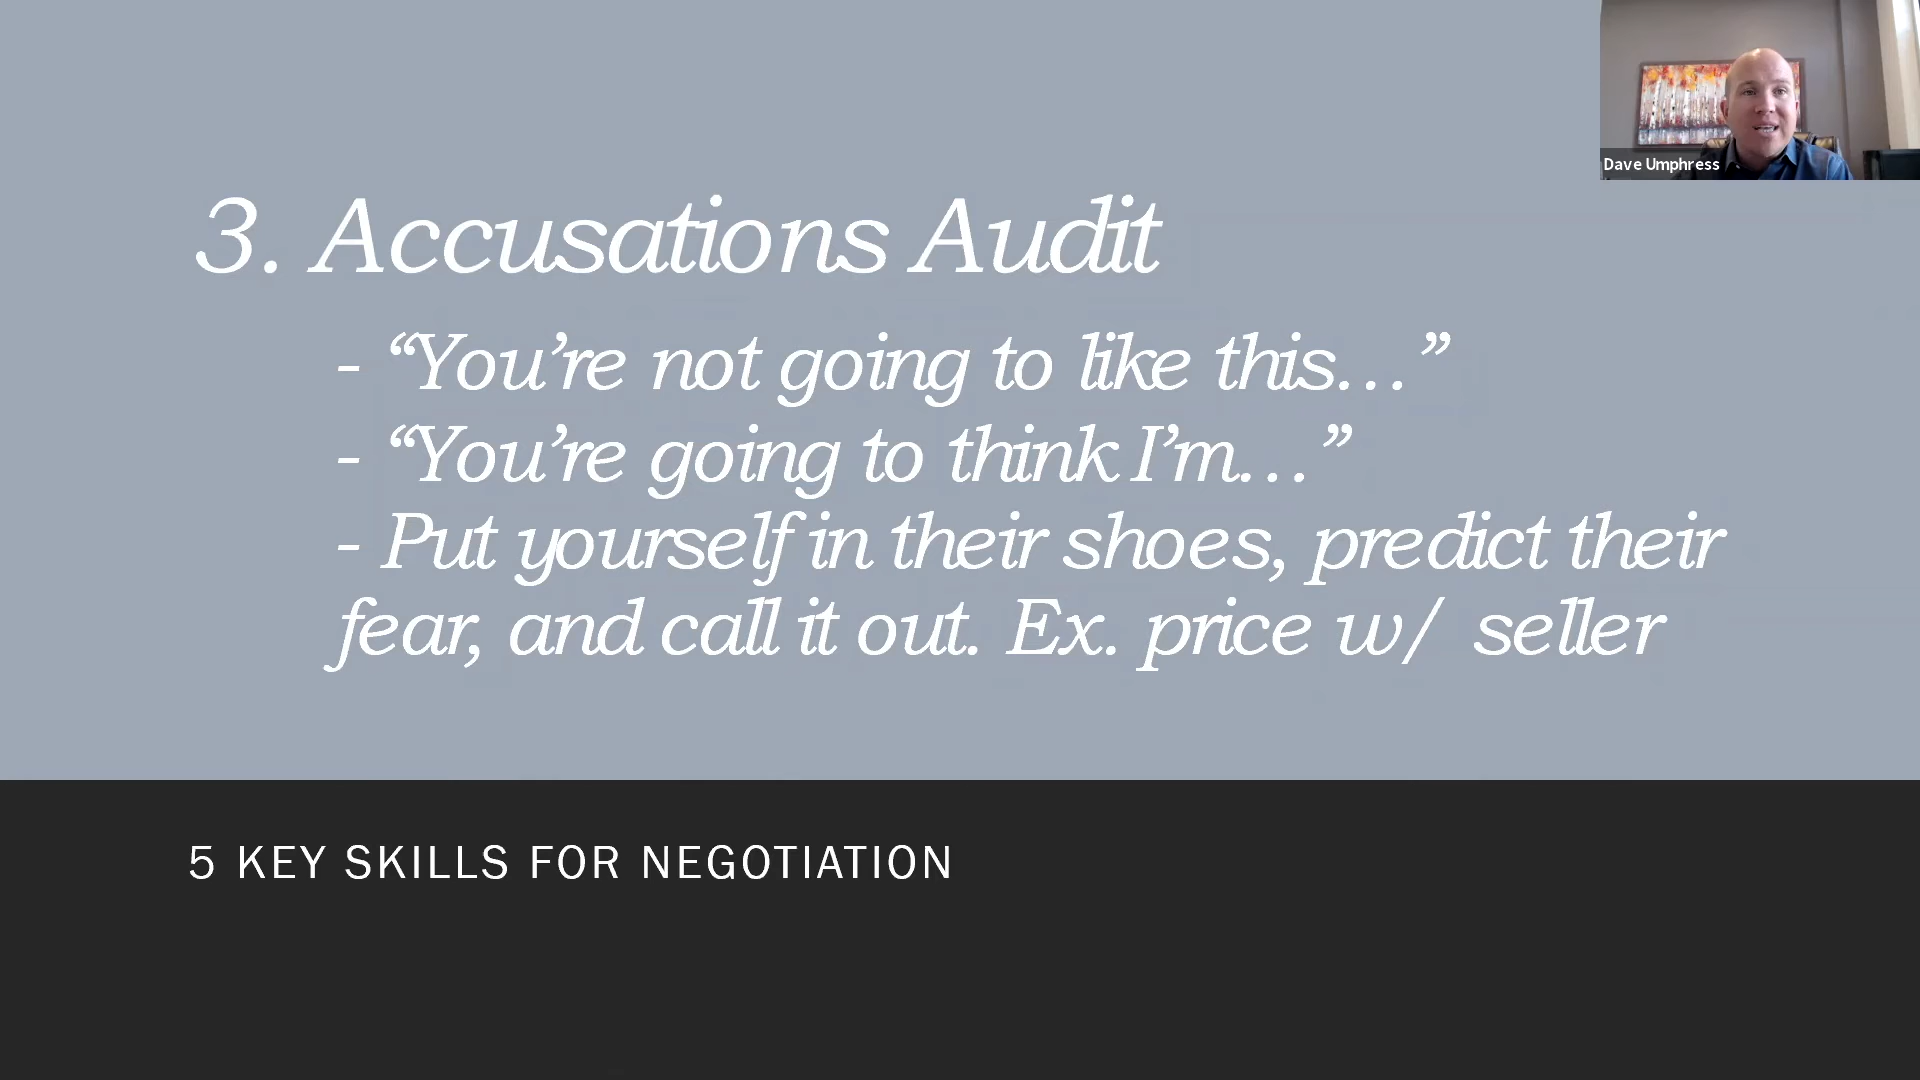 Dave Umphress
3. Accusations Audit
- “You’re not going to like this…”
- “You’re going to think I’m…”
- Put yourself in their shoes, predict their
fear, and call it out. Ex. price w/ seller
5 KEY SKILLS FOR NEGOTIATION